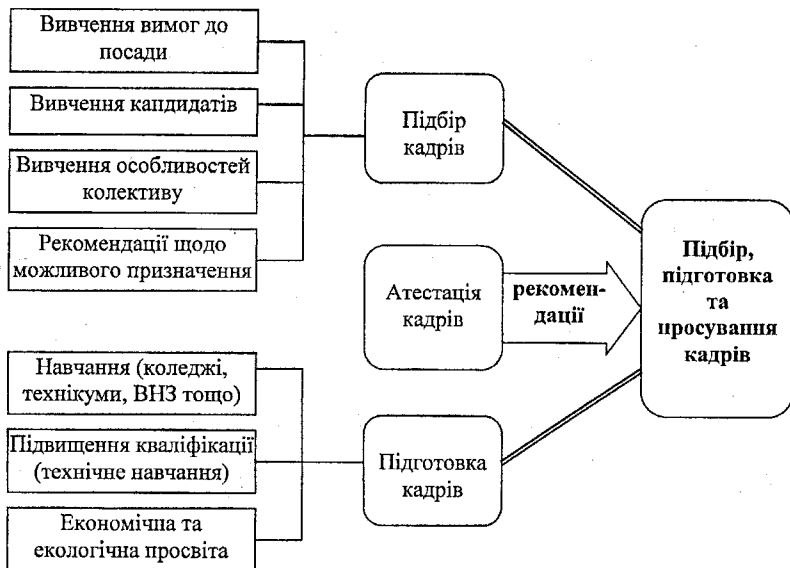 Вивчення вимог до
посади
Вивчення кандидатів
Вивчення особливостей
колективу
Рекомендації щодо
можливого призначення
Навчання (коледжі,
технікуми, ВНЗ тощо)
Підвищення кваліфікації
(технічне навчання)
Економічна та
екологічна просвіта
Підбір
кадрів
Атестація
кадрів
Підготовка
кадрів
рекомен-
дації
Підбір,
підготовка
та
просування
кадрів